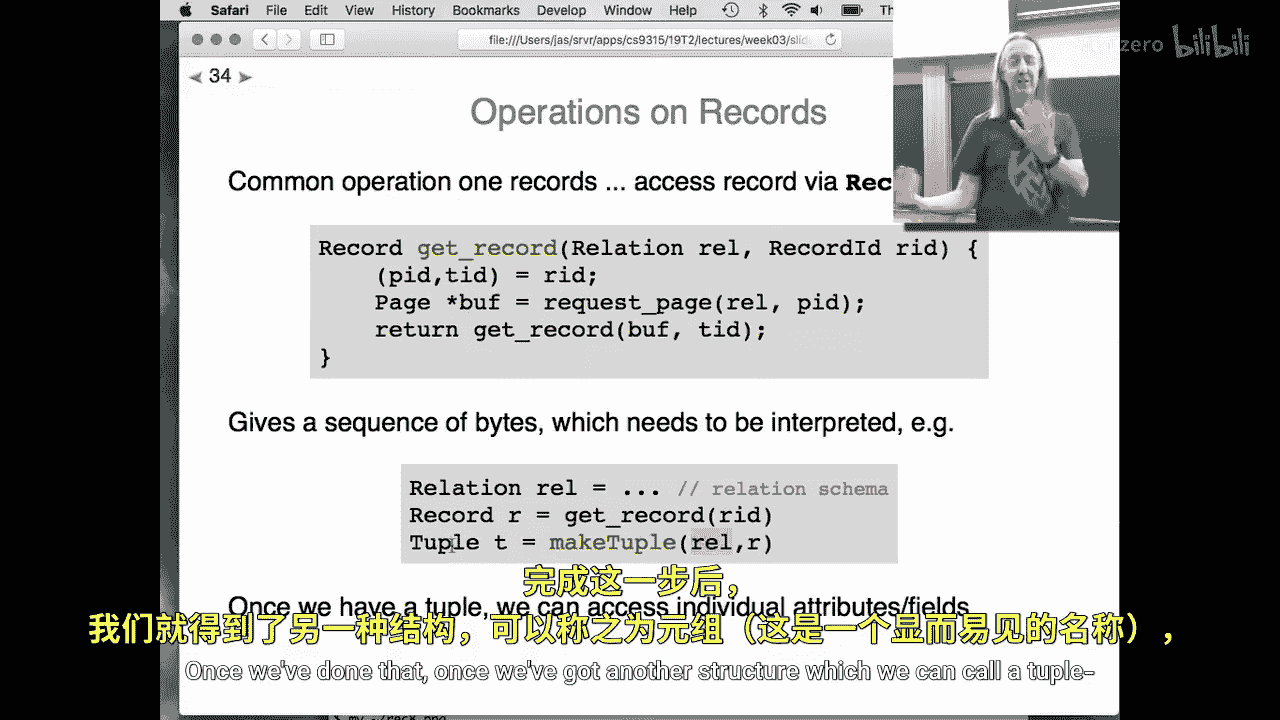 Safari File Edit View History Bookmarks Develop Window Help Th
file:///Users/jas/srvr/apps/cs9315/19T2/lectures/week03/slid
zero bilibili
◀ 34 ▶
Operations on Records
Common operation one records ... access record via Rec
Record get_record(Relation rel, RecordId rid) {
(pid,tid) = rid;
Page *buf = request_page(rel, pid);
return get_record(buf, tid);
}
Gives a sequence of bytes, which needs to be interpreted, e.g.
Relation rel = ... // relation schema
Record r = get_record(rid)
Tuple t = makeTuple(rel,r)
完成这一步后，
Once we have a tuple, we can access individual attributes/fields
我们就得到了另一种结构，可以称之为元组（这是一个显而易见的名称），
Once we've done that, once we've got another structure which we can call a tuple-